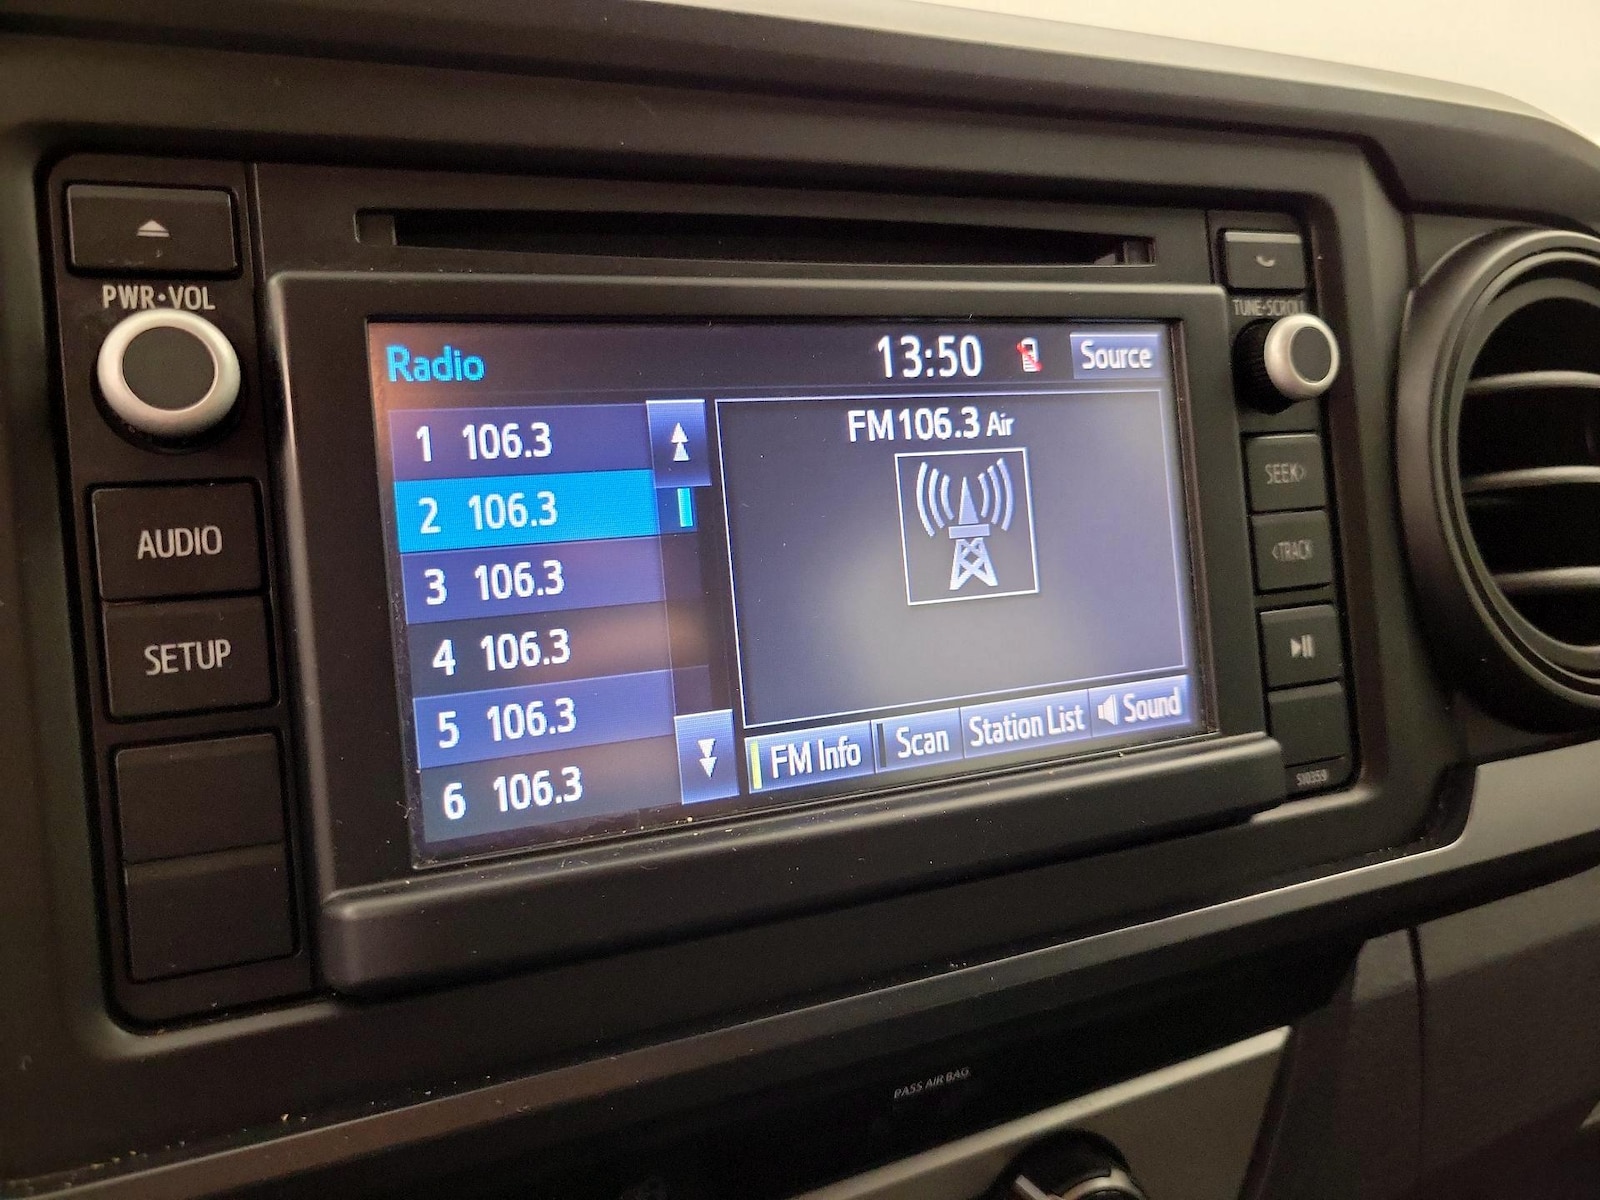 PWR•VOL
AUDIO
SETUP
Radio
13:50
Source
1 106.3
2 106.3
3 106.3
4 106.3
5 106.3
6 106.3
FM 106.3 Air
FM Info
Scan
Station List
Sound
TUNE•SCROLL
SEEK>
<TRACK
510359
PASS AIR BAG